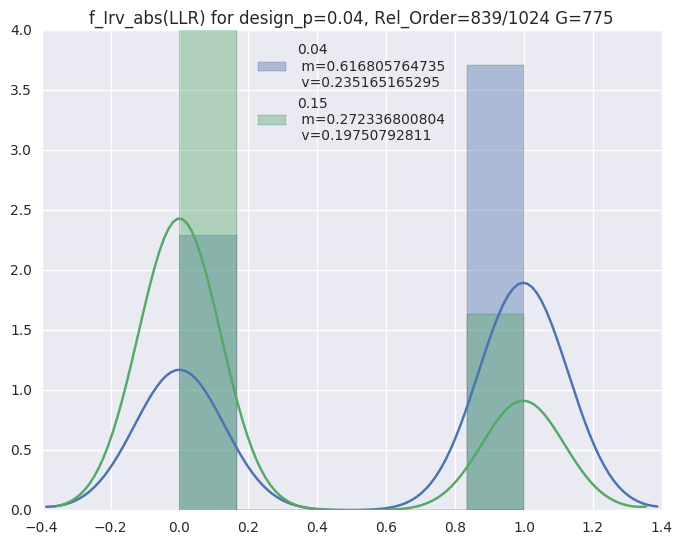 f_Irv_abs(LLR) for design_p=0.04, Rel_Order=839/1024 G=775
4.0
3.5
3.0
2.5
2.0
1.5
1.0
0.5
0.0
0.04
m=0.616805764735
v=0.235165165295
0.15
m=0.272336800804
v=0.19750792811
−0.4 −0.2 0.0 0.2 0.4 0.6 0.8 1.0 1.2 1.4